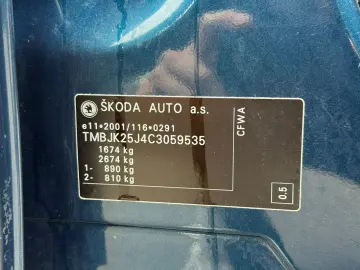 ŠKODA AUTO a.s.
e11*2001/116*0291
TMBJK25J4C3059535
1674 kg
2674 kg
1- 890 kg
2- 810 kg
CFWA
0.5